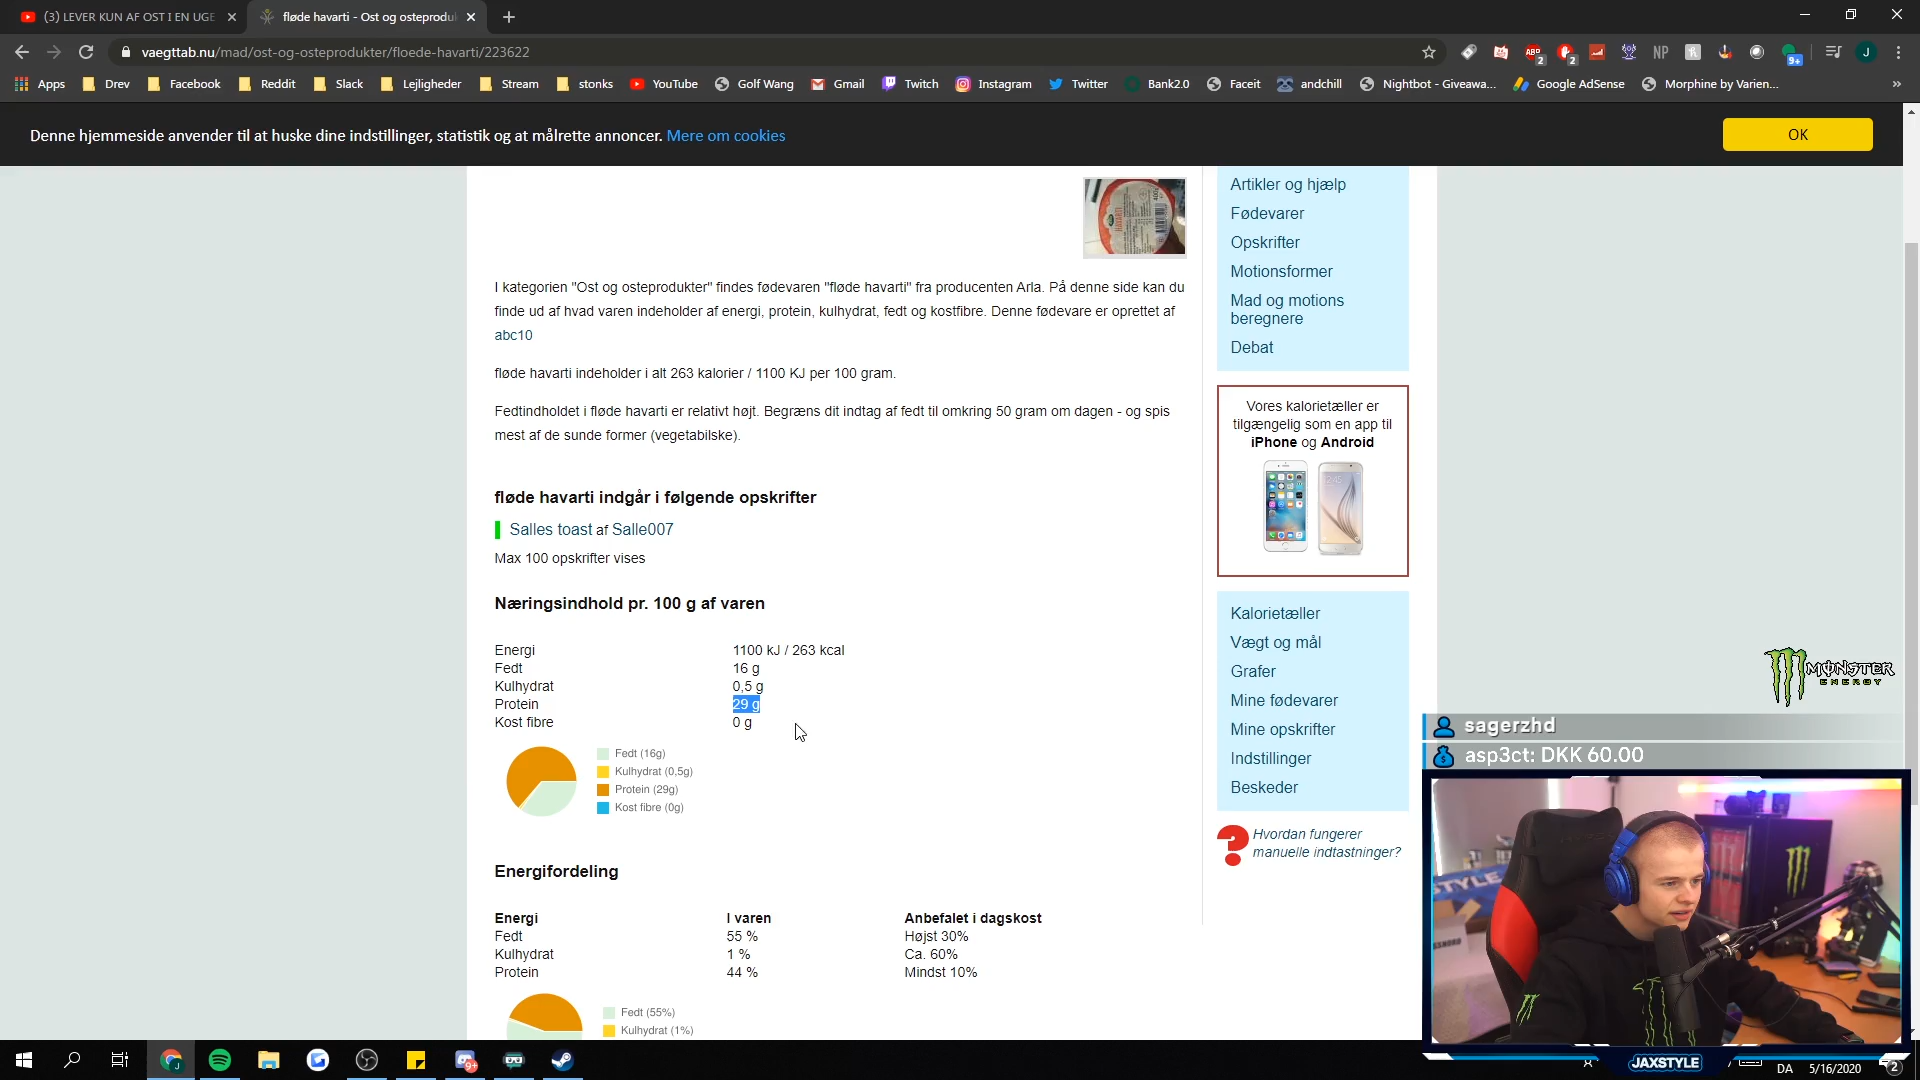 (3) LEVER KUN AF OST I EN UGE
fløde havarti - Ost og osteprodu
vaegttab.nu/mad/ost-og-osteprodukter/floede-havarti/223622
ABP
2
2
NP
9+
J
Apps Drev Facebook Reddit Slack Lejligheder Stream stonks YouTube Golf Wang Gmail Twitch Instagram Twitter Bank2.0 Faceit andchill Nightbot - Giveawa... Google AdSense Morphine by Varien... »
Denne hjemmeside anvender til at huske dine indstillinger, statistik og at målrette annoncer. Mere om cookies
OK
I kategorien "Ost og osteprodukter" findes fødevaren "fløde havarti" fra producenten Arla. På denne side kan du
finde ud af hvad varen indeholder af energi, protein, kulhydrat, fedt og kostfibre. Denne fødevare er oprettet af
abc10
fløde havarti indeholder i alt 263 kalorier / 1100 KJ per 100 gram.
Fedtindholdet i fløde havarti er relativt højt. Begræns dit indtag af fedt til omkring 50 gram om dagen - og spis
mest af de sunde former (vegetabilske).
fløde havarti indgår i følgende opskrifter
Salles toast af Salle007
Max 100 opskrifter vises
Næringsindhold pr. 100 g af varen
Energi 1100 kJ / 263 kcal
Fedt 16 g
Kulhydrat 0,5 g
Protein 29 g
Kost fibre 0 g
Fedt (16g)
Kulhydrat (0,5g)
Protein (29g)
Kost fibre (0g)
Energifordeling
Energi I varen Anbefalet i dagskost
Fedt 55 % Højst 30%
Kulhydrat 1 % Ca. 60%
Protein 44 % Mindst 10%
Fedt (55%)
Kulhydrat (1%)
Artikler og hjælp
Fødevarer
Opskrifter
Motionsformer
Mad og motions
beregnere
Debat
Vores kalorietæller er
tilgængelig som en app til
iPhone og Android
Kalorietæller
Vægt og mål
Grafer
Mine fødevarer
Mine opskrifter
Indstillinger
Beskeder
?
Hvordan fungerer
manuelle indtastninger?
MONSTER
ENERGY
sagerzhd
asp3ct: DKK 60.00
JAXSTYLE
9+
DA 5/16/2020 2